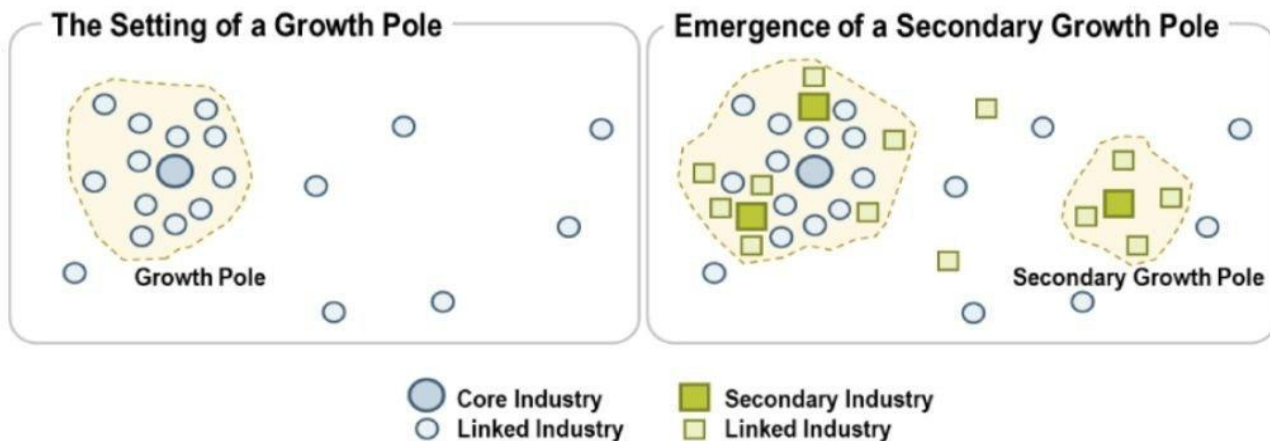 The Setting of a Growth Pole
Growth Pole
Emergence of a Secondary Growth Pole
Secondary Growth Pole
Core Industry
Linked Industry
Secondary Industry
Linked Industry